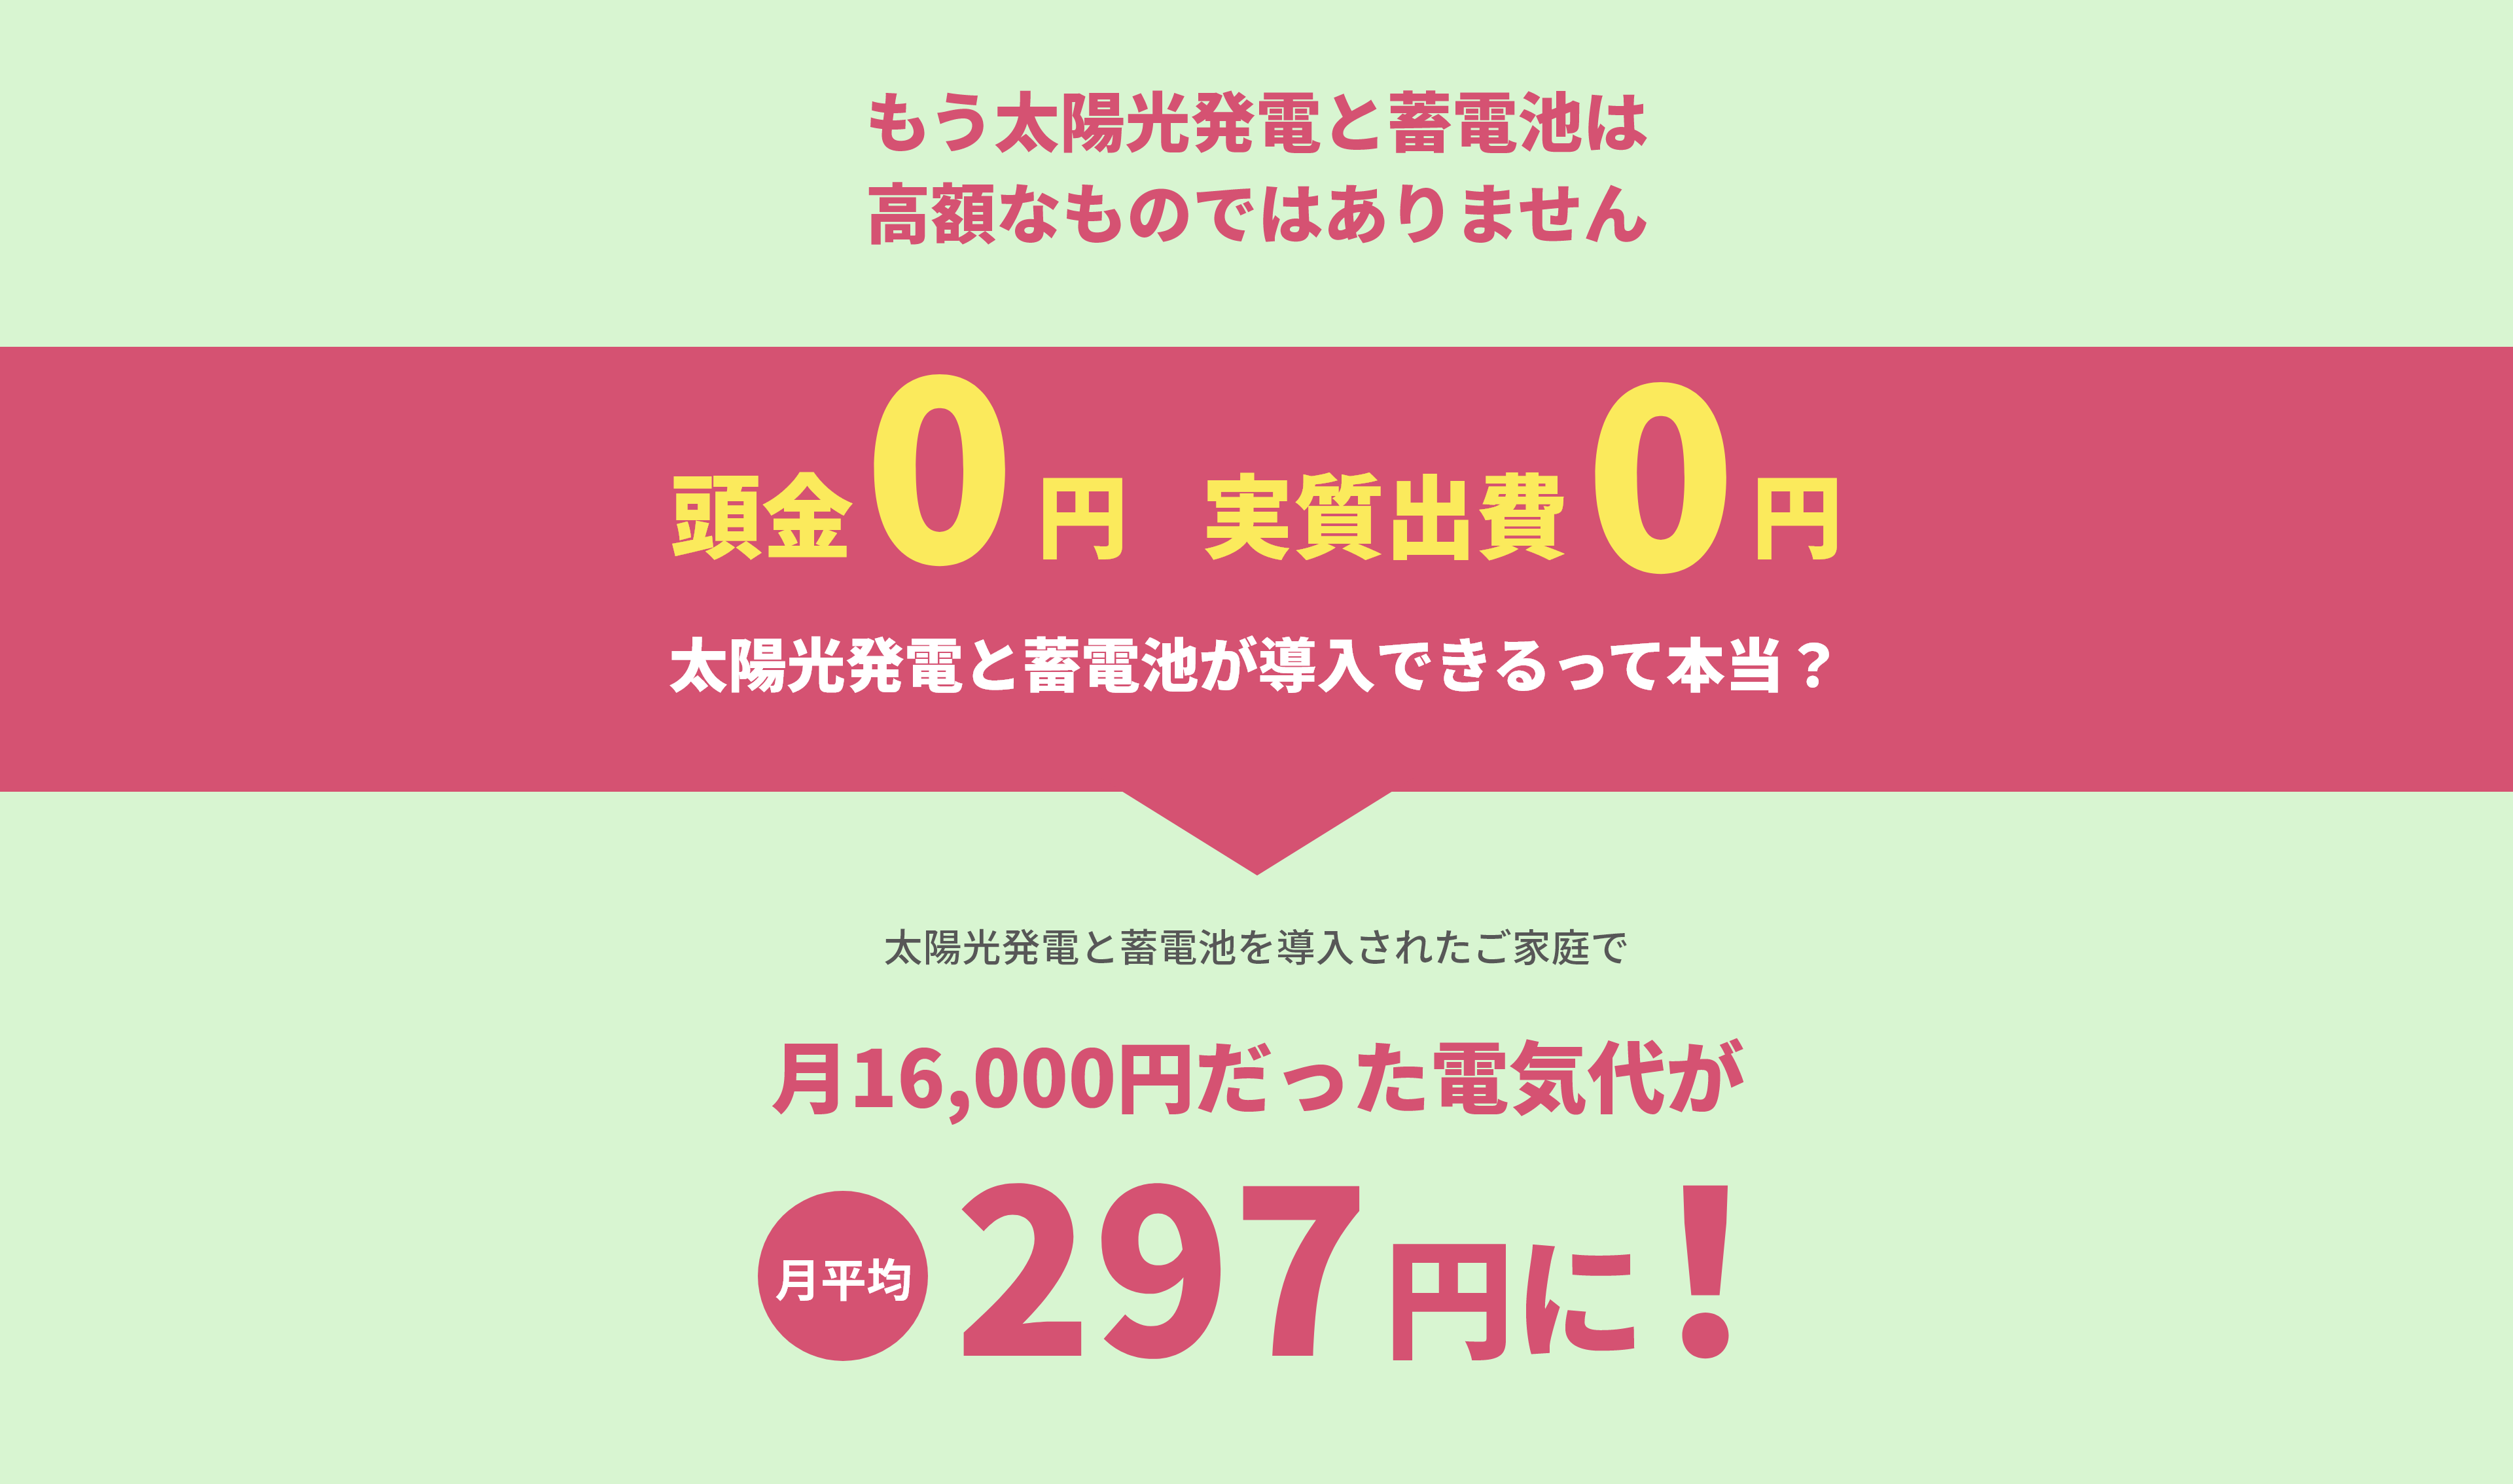 もう太陽光発電と蓄電池は
高額なものではありません
頭金0円 実質出費0円
太陽光発電と蓄電池が導入できるって本当？
太陽光発電と蓄電池を導入されたご家庭で
月16,000円だった電気代が
月平均 297円に！